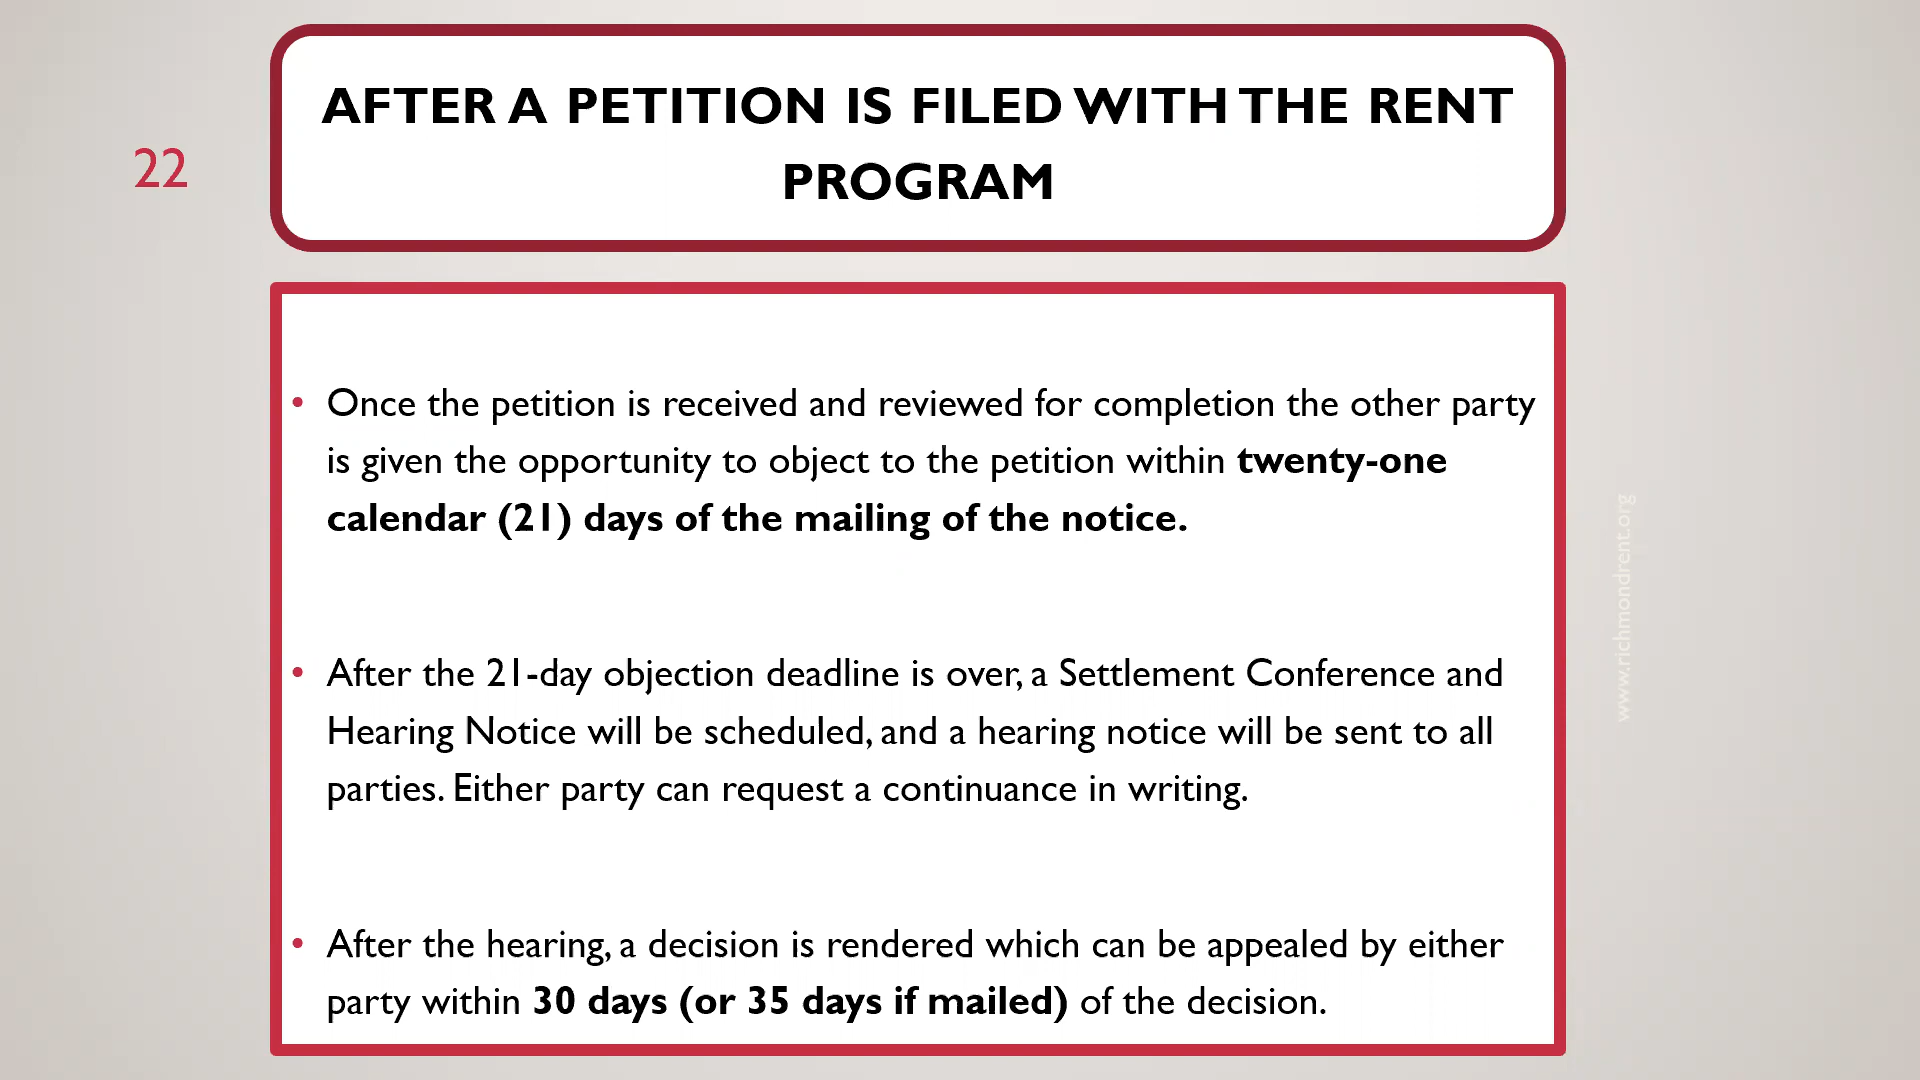 22
AFTER A PETITION IS FILED WITH THE RENT
PROGRAM
• Once the petition is received and reviewed for completion the other party
is given the opportunity to object to the petition within twenty-one
calendar (21) days of the mailing of the notice.
• After the 21-day objection deadline is over, a Settlement Conference and
Hearing Notice will be scheduled, and a hearing notice will be sent to all
parties. Either party can request a continuance in writing.
• After the hearing, a decision is rendered which can be appealed by either
party within 30 days (or 35 days if mailed) of the decision.
www.richmondrent.org